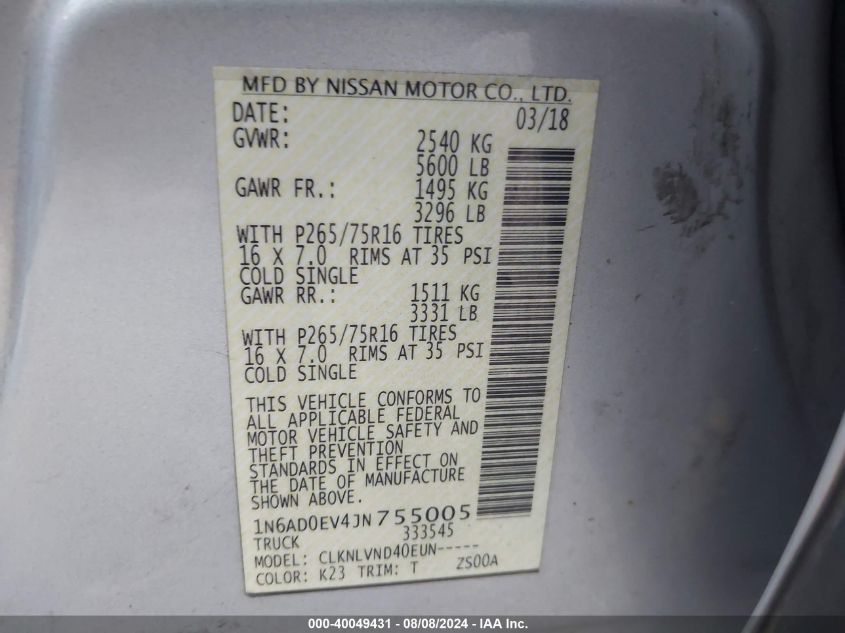 MFD BY NISSAN MOTOR CO., LTD.
DATE: 03/18
GVWR: 2540 KG
5600 LB
GAWR FR.: 1495 KG
3296 LB
WITH P265/75R16 TIRES
16 X 7.0 RIMS AT 35 PSI
COLD SINGLE
GAWR RR.: 1511 KG
3331 LB
WITH P265/75R16 TIRES
16 X 7.0 RIMS AT 35 PSI
COLD SINGLE
THIS VEHICLE CONFORMS TO
ALL APPLICABLE FEDERAL
MOTOR VEHICLE SAFETY AND
THEFT PREVENTION
STANDARDS IN EFFECT ON
THE DATE OF MANUFACTURE
SHOWN ABOVE.
1N6AD0EV4JN755005
TRUCK 333545
MODEL: CLKNLVND40EUN-----
COLOR: K23 TRIM: T ZS00A
000-40049431 - 08/08/2024 - IAA Inc.